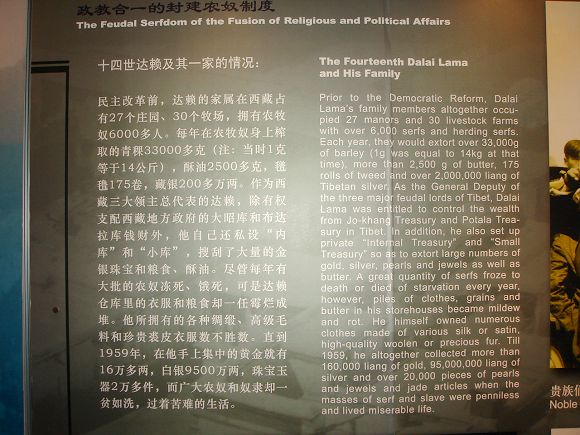 政教合一的封建农奴制度
The Feudal Serfdom of the Fusion of Religious and Political Affairs
十四世达赖及其一家的情况：
民主改革前，达赖的家属在西藏占
有27个庄园、30个牧场，拥有农牧
奴6000多人。每年在农牧奴身上榨
取的青稞33000多克（注：当时1克
等于14公斤），酥油2500多克，氆
氇175卷，藏银200多万两。作为西
藏三大领主总代表的达赖，除有权
支配西藏地方政府的大昭库和布达
拉库钱财外，他自己还私设“内
库”和“小库”，搜刮了大量的金
银珠宝和粮食、酥油。尽管每年有
大批的农奴冻死、饿死，可是达赖
仓库里的衣服和粮食却一任霉烂成
堆。他所拥有的各种绸缎、高级毛
料和珍贵裘皮衣服数不胜数。直到
1959年，在他手上集中的黄金就有
16万多两，白银9500万两，珠宝玉
器2万多件，而广大农奴和奴隶却一
贫如洗，过着苦难的生活。
The Fourteenth Dalai Lama
and His Family
Prior to the Democratic Reform, Dalai
Lama's family members altogether occu-
pied 27 manors and 30 livestock farms
with over 6,000 serfs and herding serfs.
Each year, they would extort over 33,000g
of barley (1g was equal to 14kg at that
time), more than 2,500 g of butter, 175
rolls of tweed and over 2,000,000 liang of
Tibetan silver. As the General Deputy of
the three major feudal lords of Tibet, Dalai
Lama was entitled to control the wealth
from Jo-khang Treasury and Potala Trea-
sury in Tibet. In addition, he also set up
private "Internal Treasury" and "Small
Treasury" so as to extort large numbers of
gold, silver, pearls and jewels as well as
butter. A great quantity of serfs froze to
death or died of starvation every year,
however, piles of clothes, grains and
butter in his storehouses became mildew
and rot. He himself owned numerous
clothes made of various silk or satin,
high-quality woolen or precious fur. Till
1959, he altogether collected more than
160,000 liang of gold, 95,000,000 liang of
silver and over 20,000 pieces of pearls
and jewels and jade articles when the
masses of serf and slave were penniless
and lived miserable life.
贵族
Noble